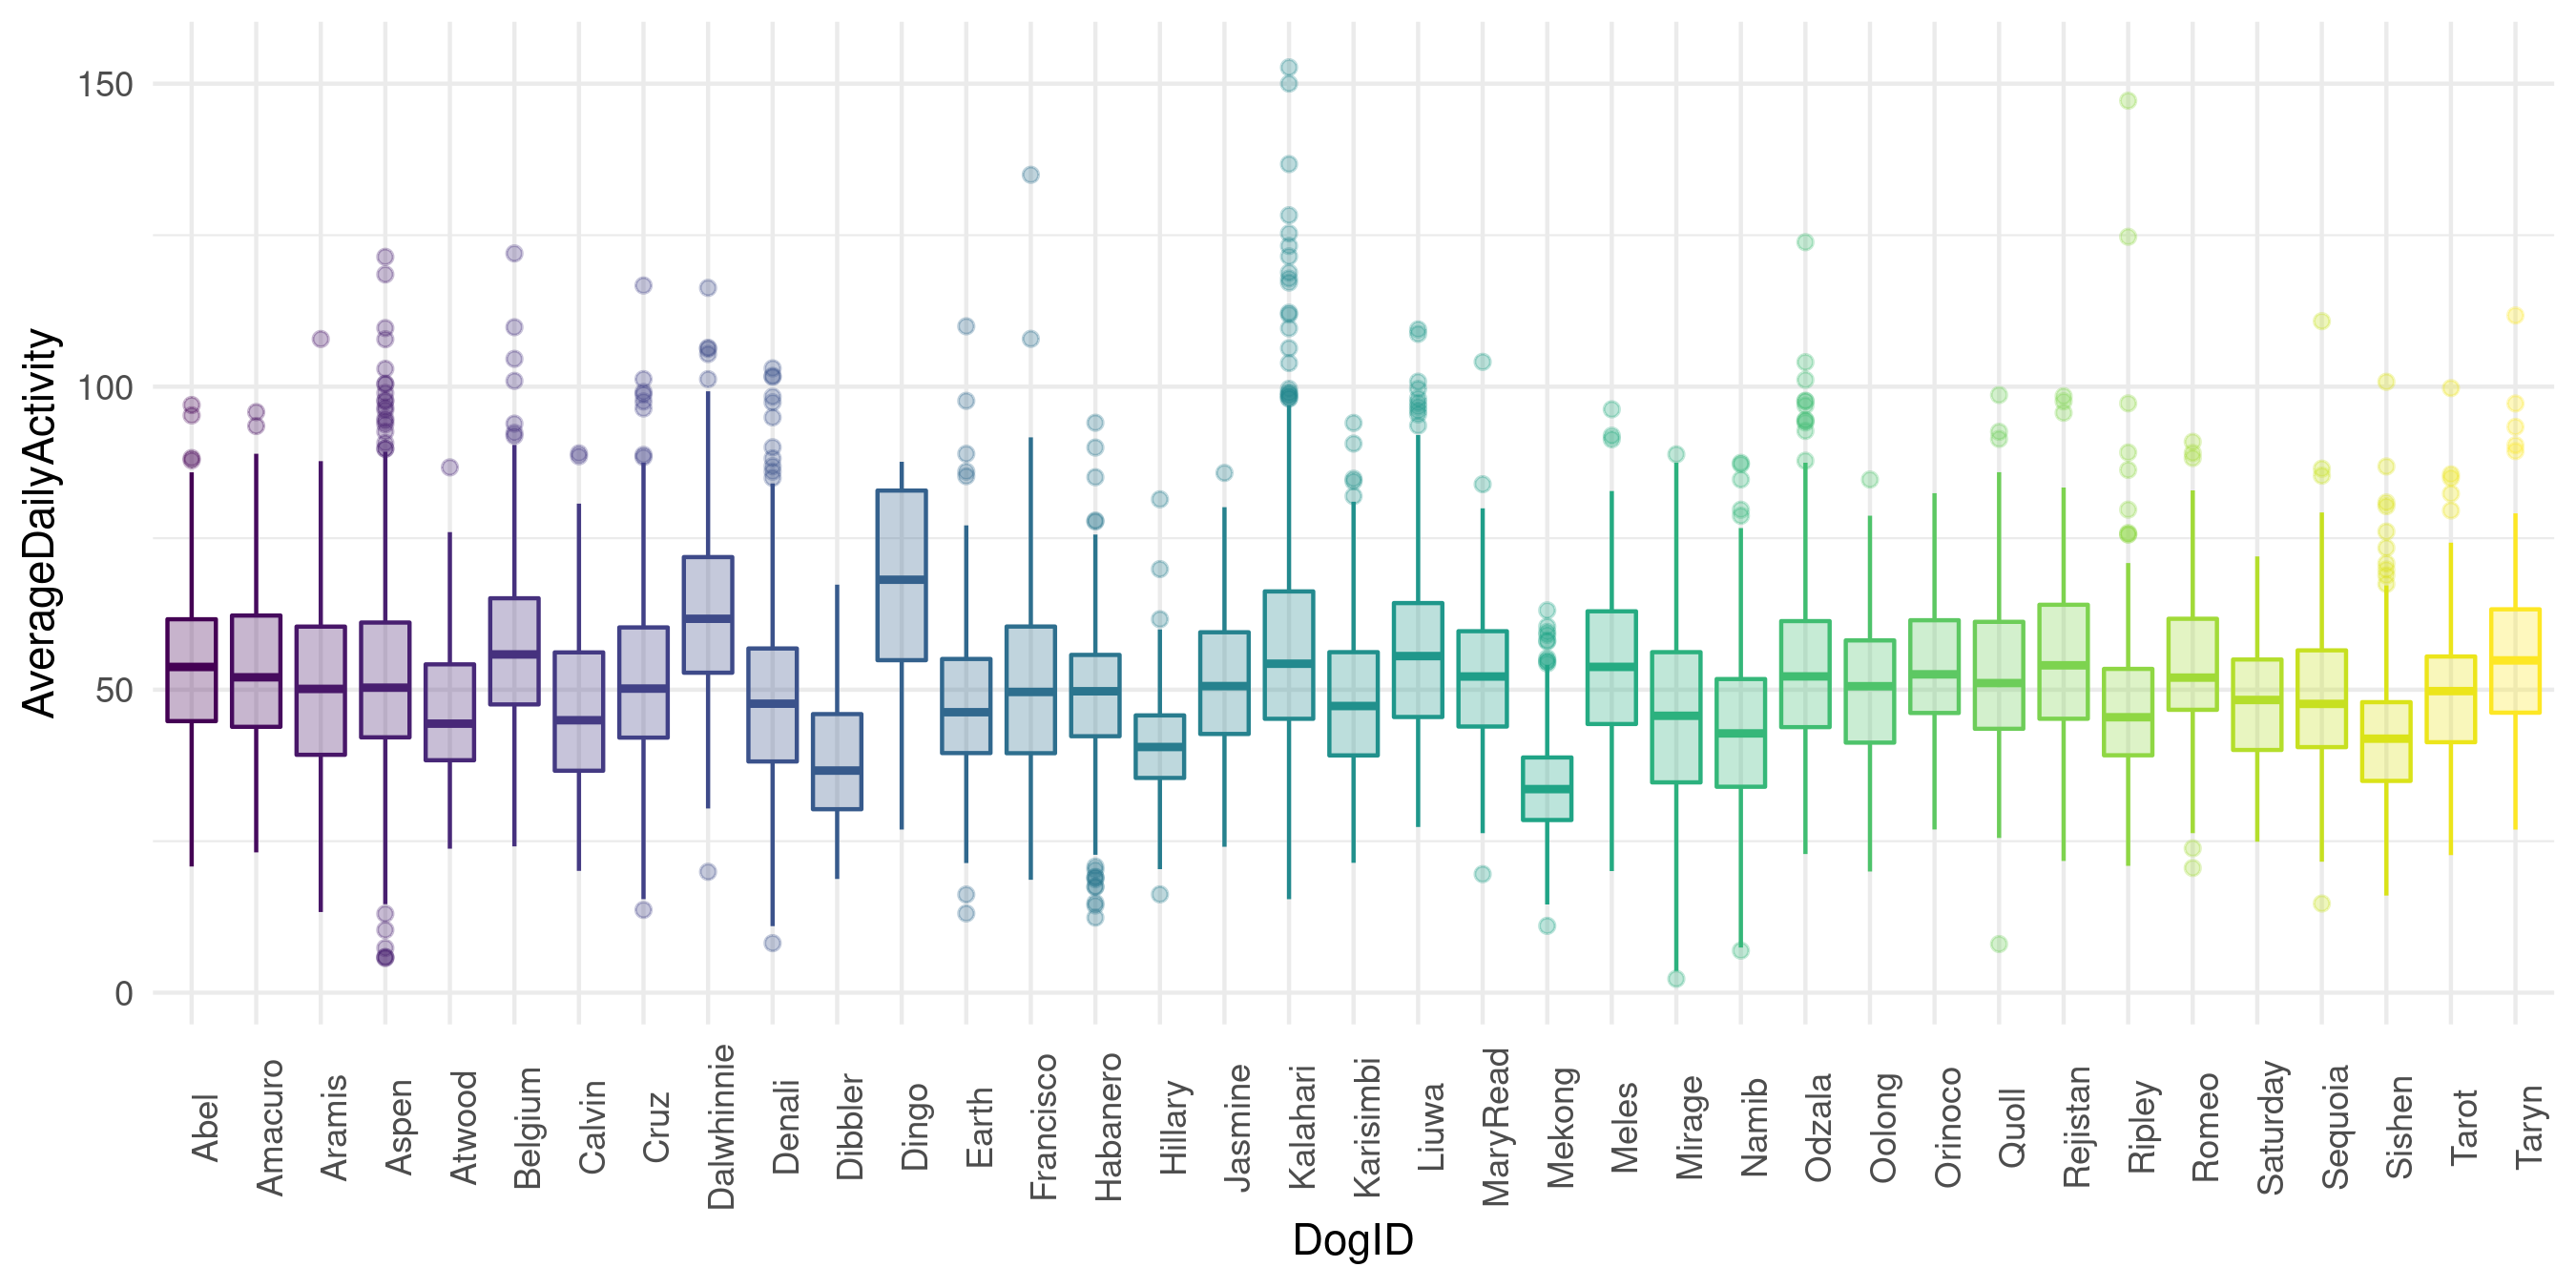 AverageDailyActivity
150
100
50
0
Abel
Amacuro
Aramis
Aspen
Atwood
Belgium
Calvin
Cruz
Dalwhinnie
Denali
Dibbler
Dingo
Earth
Francisco
Habanero
Hillary
Jasmine
Kalahari
Karisimbi
Liuwa
MaryRead
Mekong
Meles
Mirage
Namib
Odzala
Oolong
Orinoco
Quoll
Rejistan
Ripley
Romeo
Saturday
Sequoia
Sishen
Tarot
Taryn
DogID